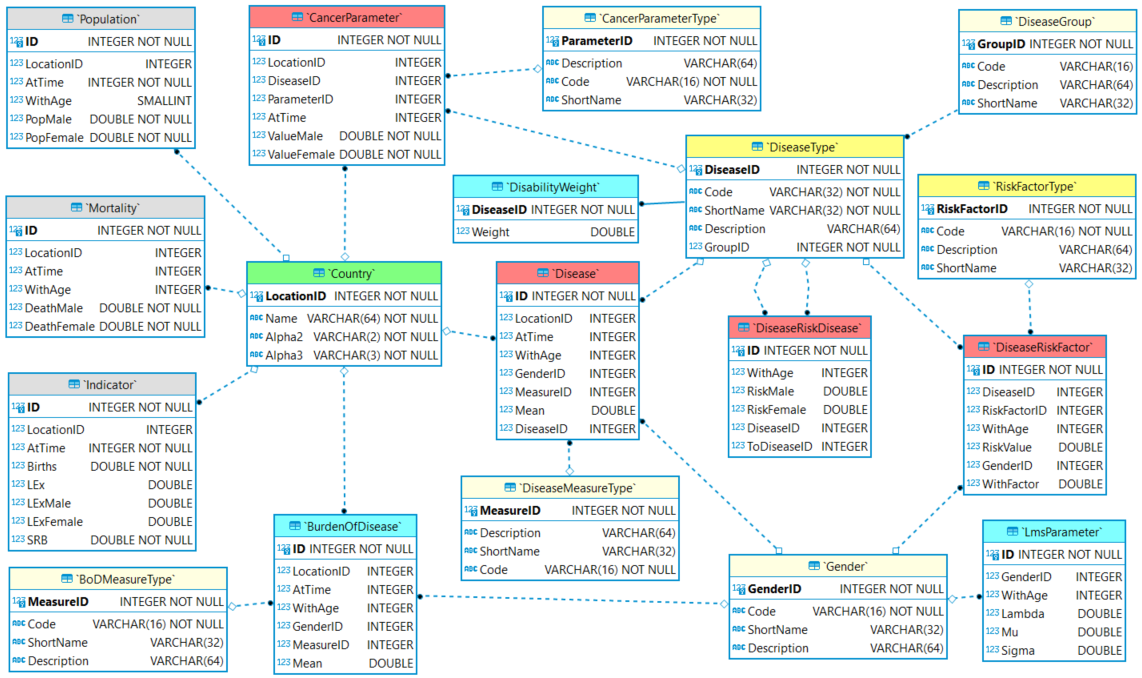 `Population`
123 ID INTEGER NOT NULL
123 LocationID INTEGER
123 AtTime INTEGER NOT NULL
123 WithAge SMALLINT
123 PopMale DOUBLE NOT NULL
123 PopFemale DOUBLE NOT NULL
`CancerParameter`
123 ID INTEGER NOT NULL
123 LocationID INTEGER
123 DiseaseID INTEGER
123 ParameterID INTEGER
123 AtTime INTEGER
123 ValueMale DOUBLE NOT NULL
123 ValueFemale DOUBLE NOT NULL
`CancerParameterType`
123 ParameterID INTEGER NOT NULL
ABC Description VARCHAR(64)
ABC Code VARCHAR(16) NOT NULL
ABC ShortName VARCHAR(32)
`DiseaseGroup`
123 GroupID INTEGER NOT NULL
ABC Code VARCHAR(16)
ABC Description VARCHAR(64)
ABC ShortName VARCHAR(32)
`DiseaseType`
123 DiseaseID INTEGER NOT NULL
ABC Code VARCHAR(32) NOT NULL
ABC ShortName VARCHAR(32) NOT NULL
ABC Description VARCHAR(64)
123 GroupID INTEGER NOT NULL
`DisabilityWeight`
123 DiseaseID INTEGER NOT NULL
123 Weight DOUBLE
`RiskFactorType`
123 RiskFactorID INTEGER NOT NULL
ABC Code VARCHAR(16) NOT NULL
ABC Description VARCHAR(64)
ABC ShortName VARCHAR(32)
`Mortality`
123 ID INTEGER NOT NULL
123 LocationID INTEGER
123 AtTime INTEGER
123 WithAge INTEGER
123 DeathMale DOUBLE NOT NULL
123 DeathFemale DOUBLE NOT NULL
`Country`
123 LocationID INTEGER NOT NULL
ABC Name VARCHAR(64) NOT NULL
ABC Alpha2 VARCHAR(2) NOT NULL
ABC Alpha3 VARCHAR(3) NOT NULL
`Disease`
123 ID INTEGER NOT NULL
123 LocationID INTEGER
123 AtTime INTEGER
123 WithAge INTEGER
123 GenderID INTEGER
123 MeasureID INTEGER
123 Mean DOUBLE
123 DiseaseID INTEGER
`DiseaseRiskDisease`
123 ID INTEGER NOT NULL
123 WithAge INTEGER
123 RiskMale DOUBLE
123 RiskFemale DOUBLE
123 DiseaseID INTEGER
123 ToDiseaseID INTEGER
`DiseaseRiskFactor`
123 ID INTEGER NOT NULL
123 DiseaseID INTEGER
123 RiskFactorID INTEGER
123 WithAge INTEGER
123 RiskValue DOUBLE
123 GenderID INTEGER
123 WithFactor DOUBLE
`Indicator`
123 ID INTEGER NOT NULL
123 LocationID INTEGER
123 AtTime INTEGER NOT NULL
123 Births DOUBLE NOT NULL
123 LEx DOUBLE
123 LExMale DOUBLE
123 LExFemale DOUBLE
123 SRB DOUBLE NOT NULL
`DiseaseMeasureType`
123 MeasureID INTEGER NOT NULL
ABC Description VARCHAR(64)
ABC ShortName VARCHAR(32)
ABC Code VARCHAR(16) NOT NULL
`BurdenOfDisease`
123 ID INTEGER NOT NULL
123 LocationID INTEGER
123 AtTime INTEGER
123 WithAge INTEGER
123 GenderID INTEGER
123 MeasureID INTEGER
123 Mean DOUBLE
`BoDMeasureType`
123 MeasureID INTEGER NOT NULL
ABC Code VARCHAR(16) NOT NULL
ABC ShortName VARCHAR(32)
ABC Description VARCHAR(64)
`Gender`
123 GenderID INTEGER NOT NULL
ABC Code VARCHAR(16) NOT NULL
ABC ShortName VARCHAR(32)
ABC Description VARCHAR(64)
`LmsParameter`
123 ID INTEGER NOT NULL
123 GenderID INTEGER
123 WithAge INTEGER
123 Lambda DOUBLE
123 Mu DOUBLE
123 Sigma DOUBLE